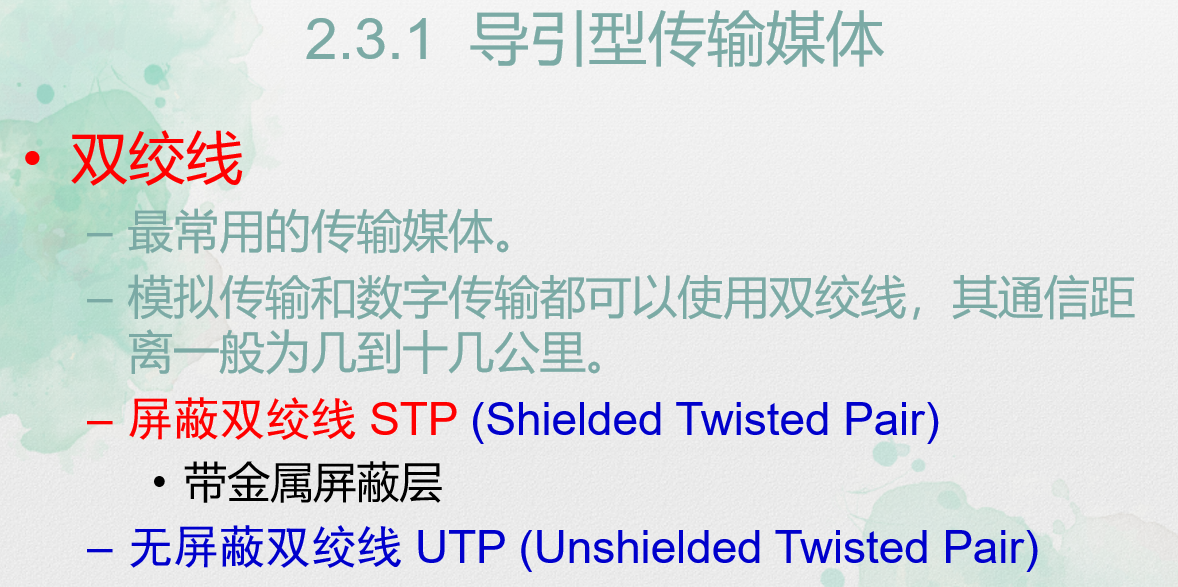 2.3.1 导引型传输媒体
• 双绞线
– 最常用的传输媒体。
– 模拟传输和数字传输都可以使用双绞线，其通信距
离一般为几到十几公里。
– 屏蔽双绞线 STP (Shielded Twisted Pair)
• 带金属屏蔽层
– 无屏蔽双绞线 UTP (Unshielded Twisted Pair)